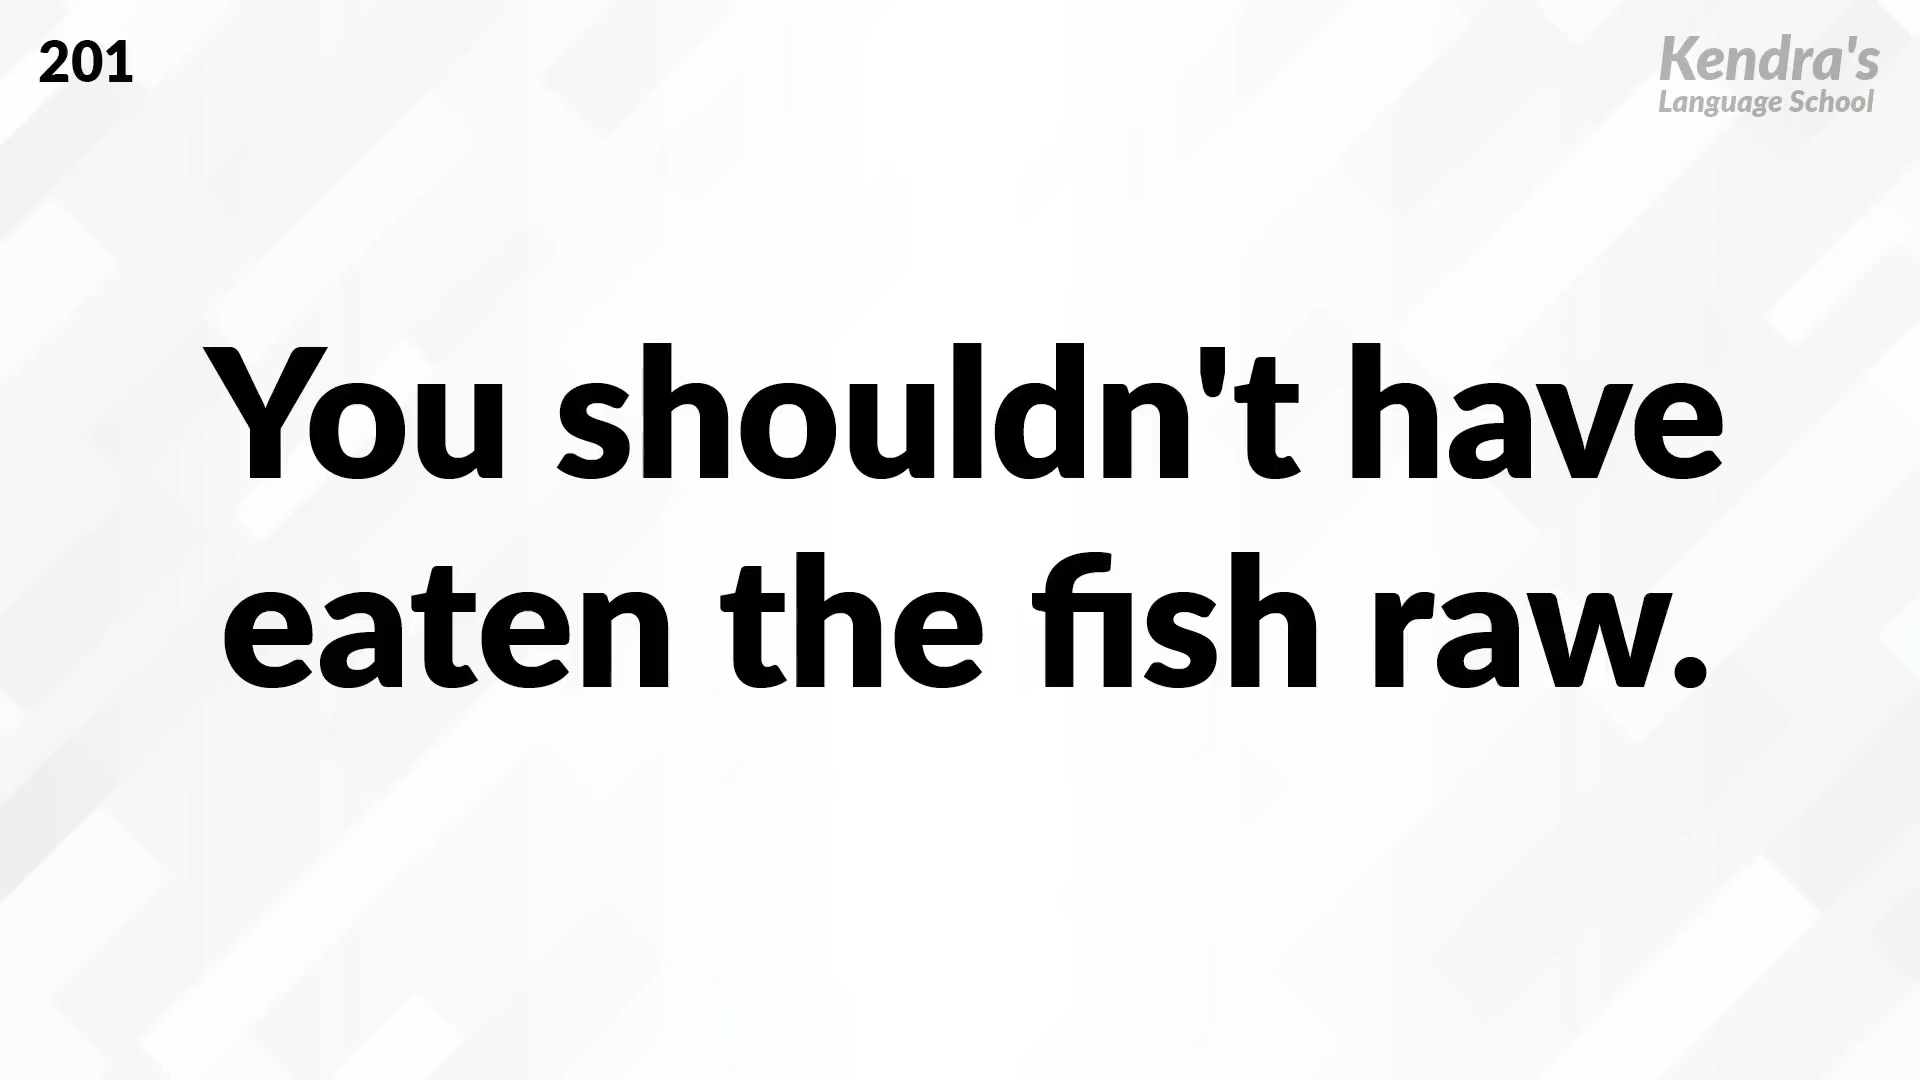 201
Kendra's
Language School
You shouldn't have
eaten the fish raw.